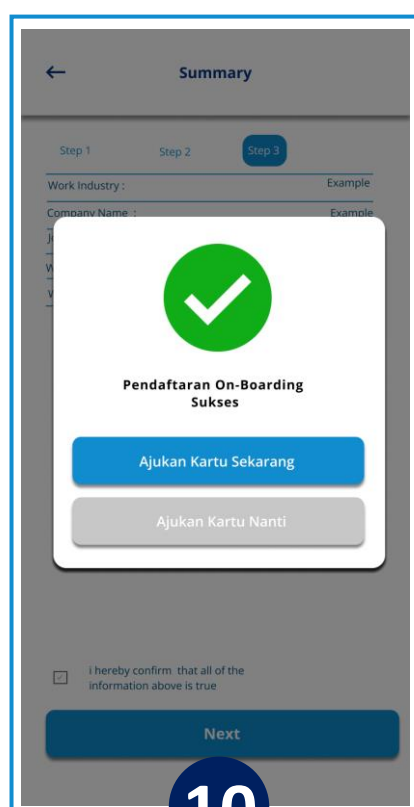 Summary
Step 1 Step 2 Step 3
Work Industry : Example
Company Name : Example
Pendaftaran On-Boarding
Sukses
Ajukan Kartu Sekarang
Ajukan Kartu Nanti
i hereby confirm that all of the
information above is true
Next
10